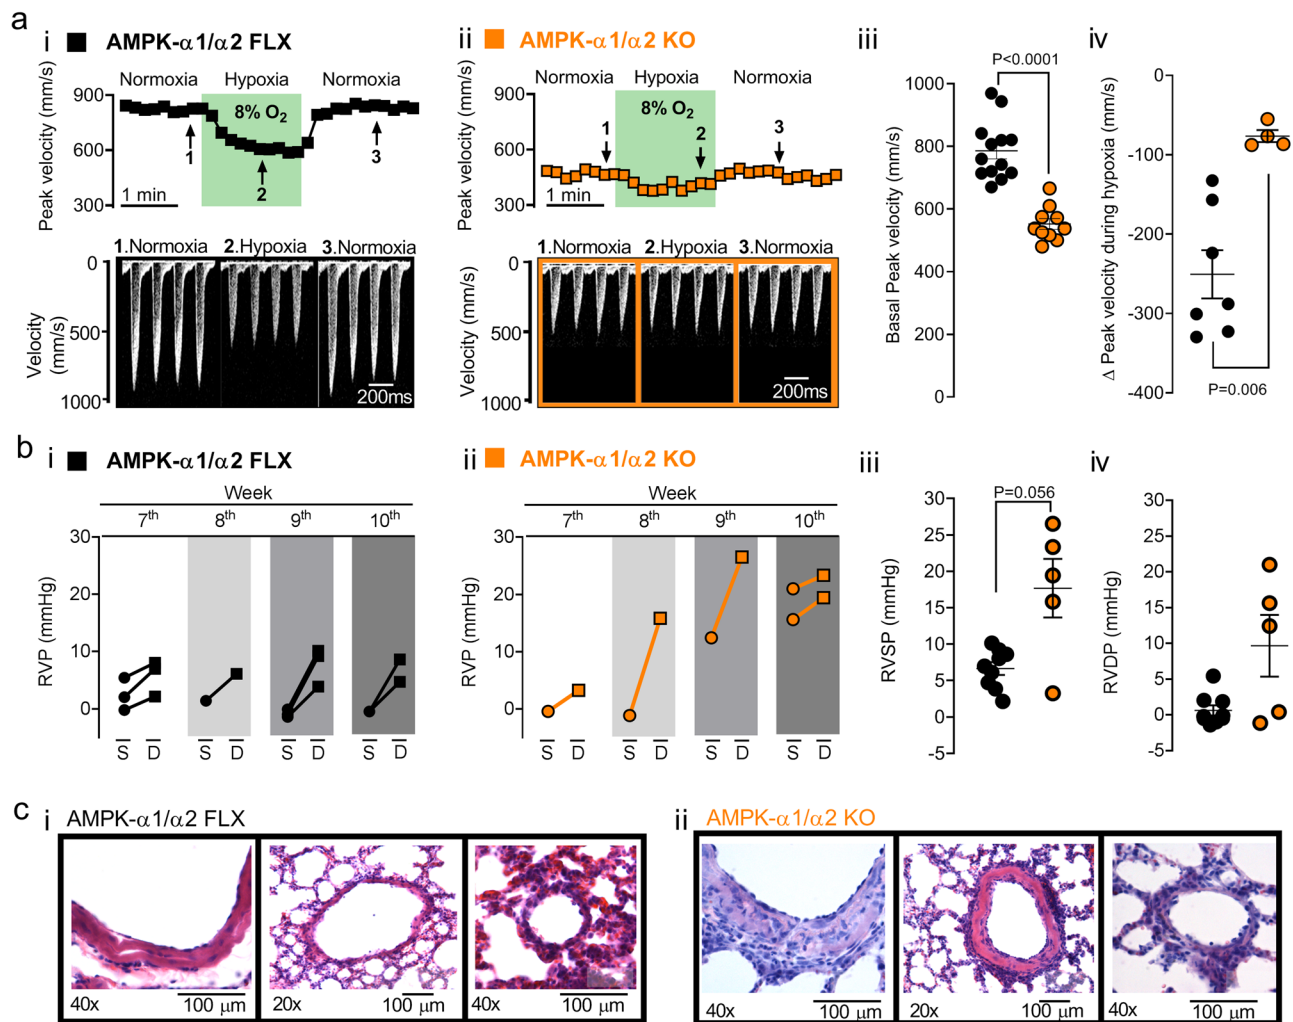 a
i AMPK-α1/α2 FLX
Peak velocity (mm/s)
900
600
300
Normoxia Hypoxia Normoxia
8% O2
1
2
3
1 min
1.Normoxia 2.Hypoxia 3.Normoxia
Velocity
(mm/s)
0
500
1000
200ms
ii AMPK-α1/α2 KO
Peak velocity (mm/s)
900
600
300
Normoxia Hypoxia Normoxia
8% O2
1
2
3
1 min
1.Normoxia 2.Hypoxia 3.Normoxia
Velocity (mm/s)
0
500
1000
200ms
iii
Basal Peak velocity (mm/s)
P<0.0001
1000
800
600
400
200
0
iv
Δ Peak velocity during hypoxia (mm/s)
0
-100
-200
-300
-400
P=0.006
b
i AMPK-α1/α2 FLX
Week
7th 8th 9th 10th
RVP (mmHg)
30
20
10
0
S D S D S D S D
ii AMPK-α1/α2 KO
Week
7th 8th 9th 10th
RVP (mmHg)
30
20
10
0
S D S D S D S D
iii
RVSP (mmHg)
P=0.056
30
25
20
15
10
5
0
-5
iv
RVDP (mmHg)
30
25
20
15
10
5
0
-5
c
i AMPK-α1/α2 FLX
40x 100 μm
20x 100 μm
40x 100 μm
ii AMPK-α1/α2 KO
40x 100 μm
20x 100 μm
40x 100 μm